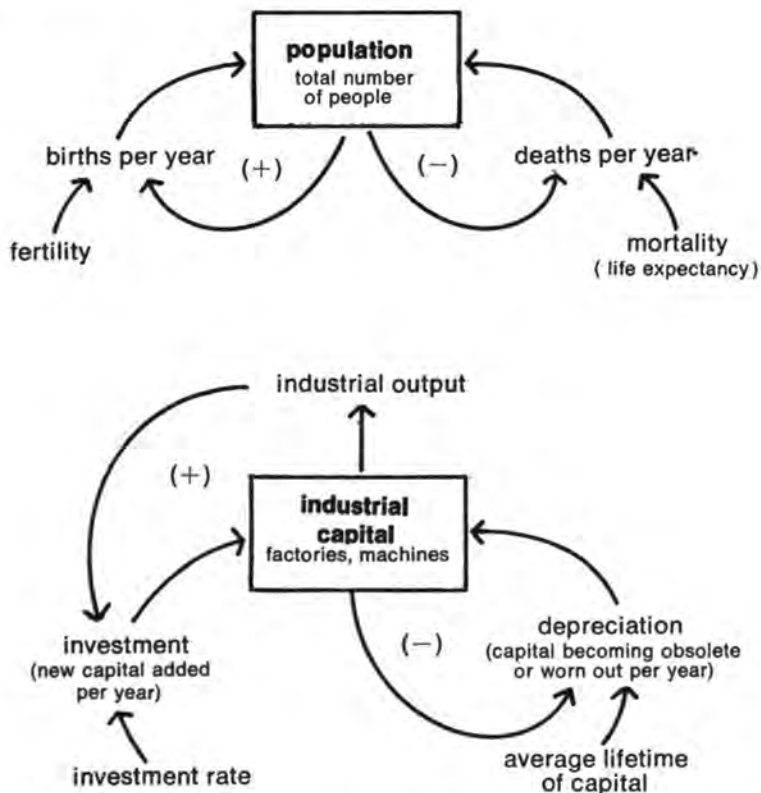 population
total number
of people
births per year
(+)
(−)
deaths per year
fertility
mortality
( life expectancy)
industrial output
(+)
industrial
capital
factories, machines
investment
(new capital added
per year)
(−)
depreciation
(capital becoming obsolete
or worn out per year)
investment rate
average lifetime
of capital